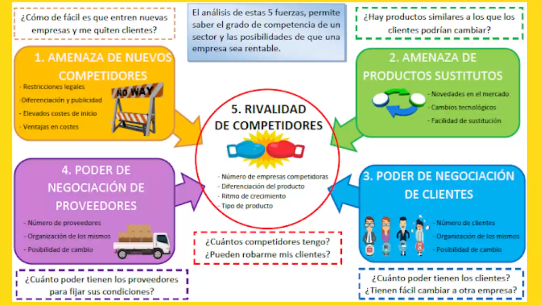 ¿Cómo de fácil es que entren nuevas
empresas y me quiten clientes?
El análisis de estas 5 fuerzas, permite
saber el grado de competencia de un
sector y las posibilidades de que una
empresa sea rentable.
¿Hay productos similares a los que los
clientes podrían cambiar?
1. AMENAZA DE NUEVOS
COMPETIDORES
- Restricciones legales
-Diferenciación y publicidad
- Elevados costes de inicio
- Ventajas en costes
NO WAY
2. AMENAZA DE
PRODUCTOS SUSTITUTOS
- Novedades en el mercado
- Cambios tecnológicos
- Facilidad de sustitución
5. RIVALIDAD
DE COMPETIDORES
- Número de empresas competidoras
- Diferenciación del producto
- Ritmo de crecimiento
- Tipo de producto
4. PODER DE
NEGOCIACIÓN DE
PROVEEDORES
- Número de proveedores
- Organización de los mismos
- Posibilidad de cambio
3. PODER DE NEGOCIACIÓN
DE CLIENTES
- Número de clientes
- Organización de los mismos
- Posibilidad de cambio
¿Cuántos competidores tengo?
¿Pueden robarme mis clientes?
¿Cuánto poder tienen los proveedores
para fijar sus condiciones?
¿Cuánto poder tienen los clientes?
¿Tienen fácil cambiar a otra empresa?